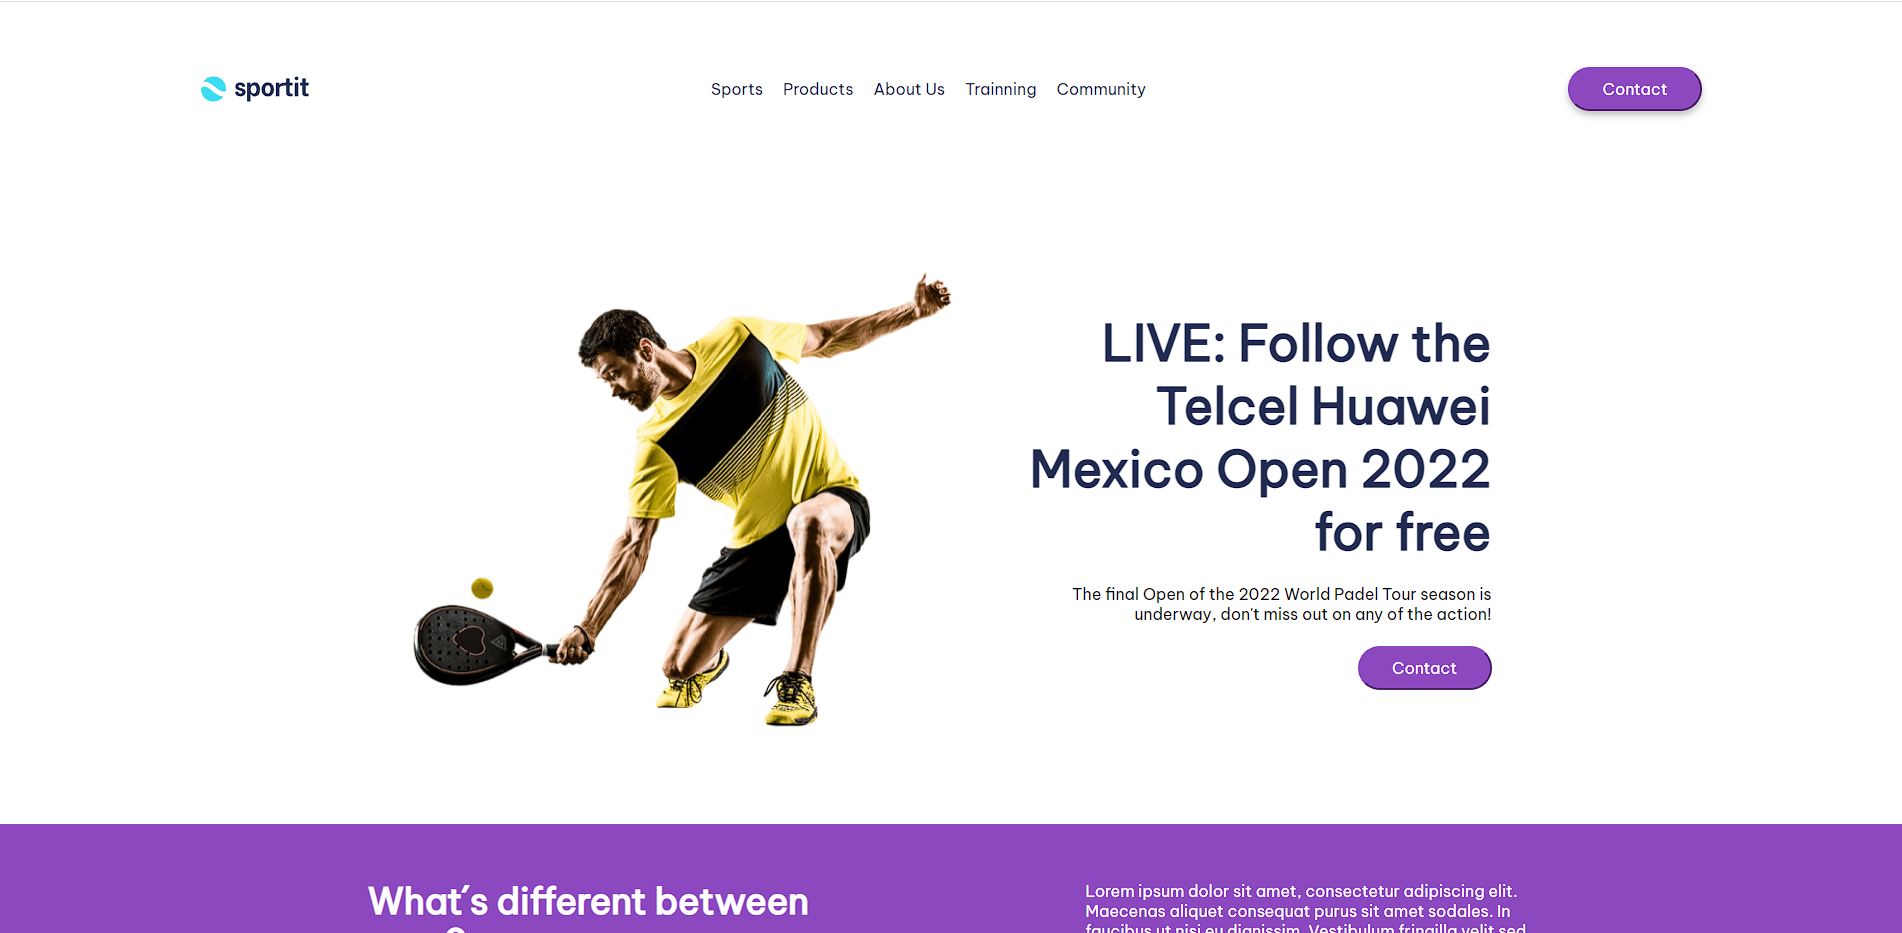 sportit
Sports Products About Us Trainning Community
Contact
LIVE: Follow the
Telcel Huawei
Mexico Open 2022
for free
The final Open of the 2022 World Padel Tour season is
underway, don't miss out on any of the action!
Contact
What´s different between
Lorem ipsum dolor sit amet, consectetur adipiscing elit.
Maecenas aliquet consequat purus sit amet sodales. In
faucibus ut nisi eu dignissim. Vestibulum fringilla velit sed